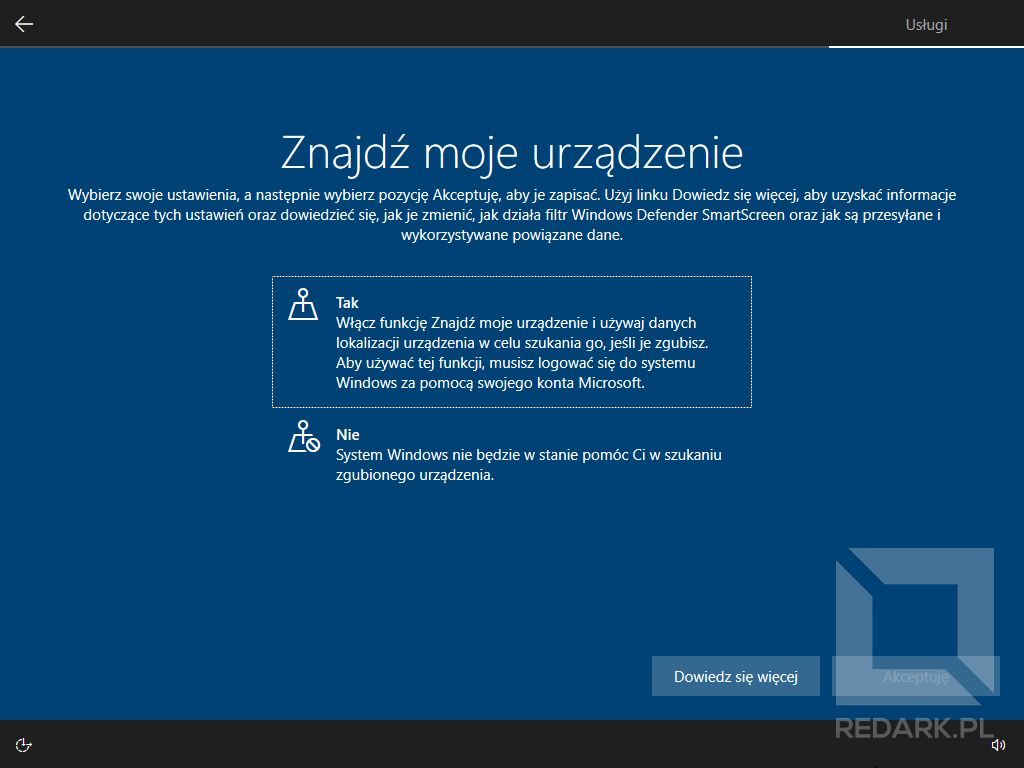 Usługi
Znajdź moje urządzenie
Wybierz swoje ustawienia, a następnie wybierz pozycję Akceptuję, aby je zapisać. Użyj linku Dowiedz się więcej, aby uzyskać informacje
dotyczące tych ustawień oraz dowiedzieć się, jak je zmienić, jak działa filtr Windows Defender SmartScreen oraz jak są przesyłane i
wykorzystywane powiązane dane.
Tak
Włącz funkcję Znajdź moje urządzenie i używaj danych
lokalizacji urządzenia w celu szukania go, jeśli je zgubisz.
Aby używać tej funkcji, musisz logować się do systemu
Windows za pomocą swojego konta Microsoft.
Nie
System Windows nie będzie w stanie pomóc Ci w szukaniu
zgubionego urządzenia.
Dowiedz się więcej
Akceptuję
REDARK.PL